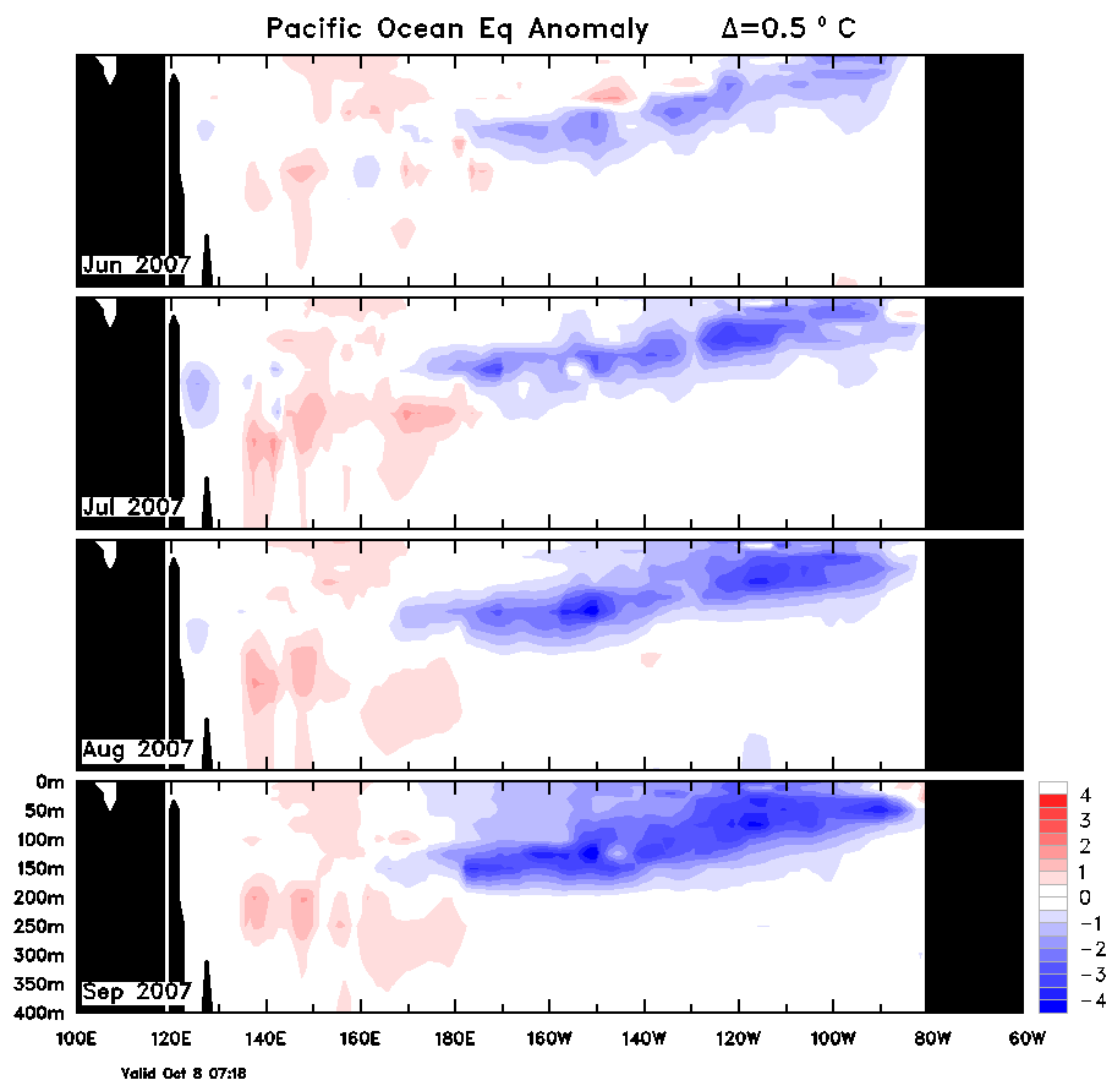 Pacific Ocean Eq Anomaly Δ=0.5 ° C
Jun 2007
Jul 2007
Aug 2007
0m
50m
100m
150m
200m
250m
300m
350m
400m
Sep 2007
4
3
2
1
0
-1
-2
-3
-4
100E 120E 140E 160E 180E 160W 140W 120W 100W 80W 60W
Valid Oct 8 07:18